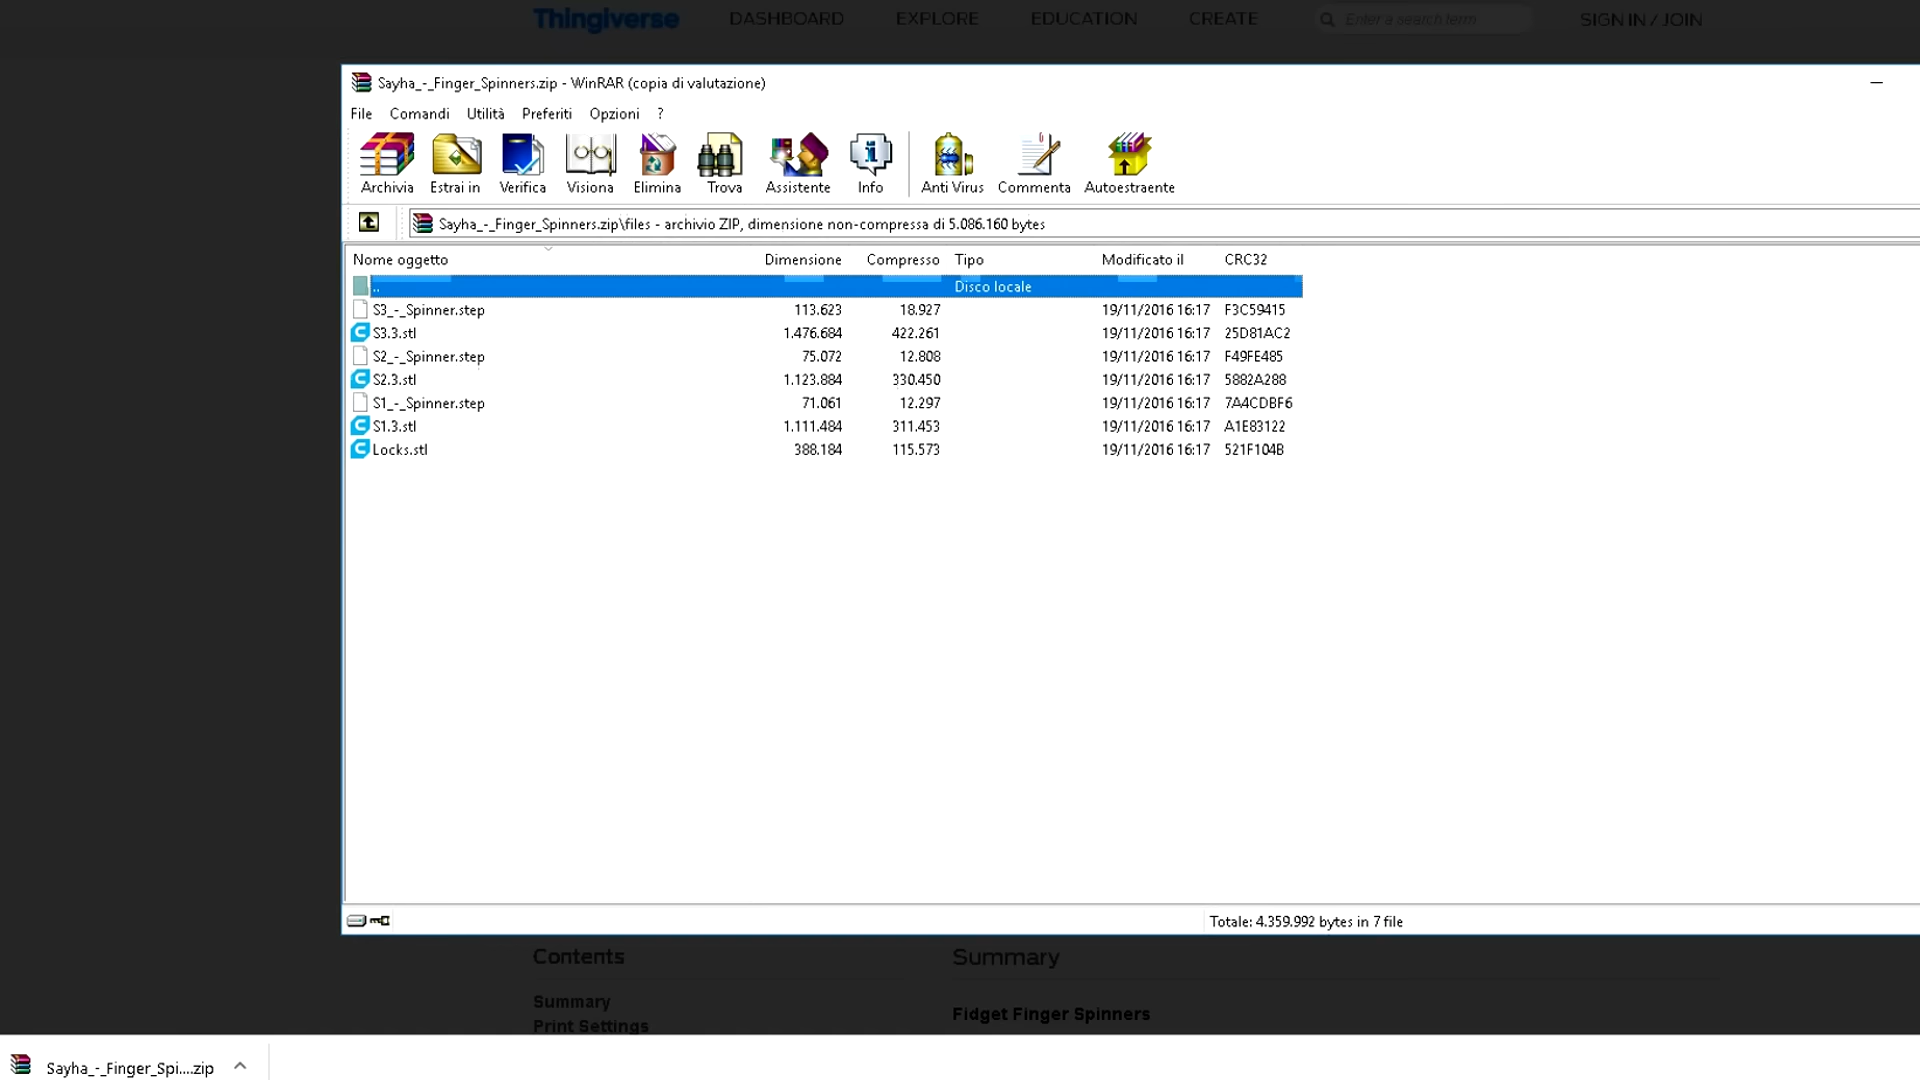 Thingiverse DASHBOARD EXPLORE EDUCATION CREATE Enter a search term SIGN IN / JOIN
Sayha_-_Finger_Spinners.zip - WinRAR (copia di valutazione)
File Comandi Utilità Preferiti Opzioni ?
Archivia Estrai in Verifica Visiona Elimina Trova Assistente Info Anti Virus Commenta Autoestraente
Sayha_-_Finger_Spinners.zip\files - archivio ZIP, dimensione non-compressa di 5.086.160 bytes
Nome oggetto Dimensione Compresso Tipo Modificato il CRC32
.. Disco locale
S3_-_Spinner.step 113.623 18.927 19/11/2016 16:17 F3C59415
S3.3.stl 1.476.684 422.261 19/11/2016 16:17 25D81AC2
S2_-_Spinner.step 75.072 12.808 19/11/2016 16:17 F49FE485
S2.3.stl 1.123.884 330.450 19/11/2016 16:17 5882A288
S1_-_Spinner.step 71.061 12.297 19/11/2016 16:17 7A4CDBF6
S1.3.stl 1.111.484 311.453 19/11/2016 16:17 A1E83122
Locks.stl 388.184 115.573 19/11/2016 16:17 521F104B
Totale: 4.359.992 bytes in 7 file
Contents Summary
Summary
Fidget Finger Spinners
Print Settings
Sayha_-_Finger_Spi....zip